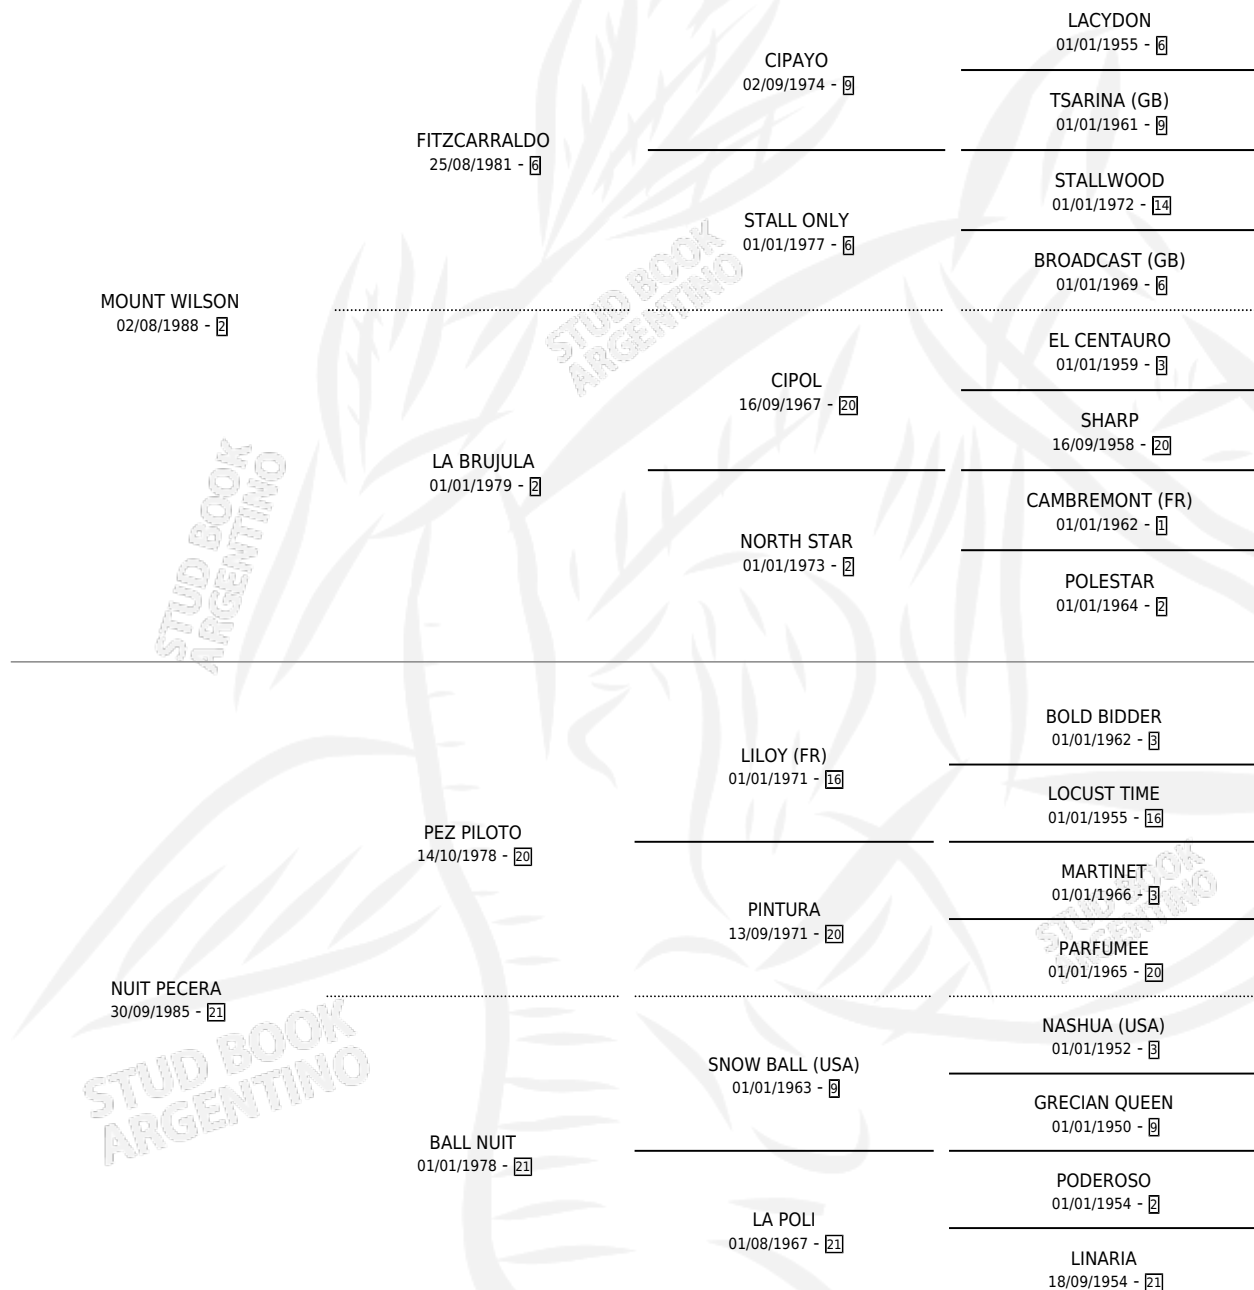 LACYDON
01/01/1955 - 6
CIPAYO
02/09/1974 - 9
TSARINA (GB)
01/01/1961 - 9
FITZCARRALDO
25/08/1981 - 6
STALLWOOD
01/01/1972 - 14
STALL ONLY
01/01/1977 - 6
BROADCAST (GB)
01/01/1969 - 6
MOUNT WILSON
02/08/1988 - 2
EL CENTAURO
01/01/1959 - 3
CIPOL
16/09/1967 - 20
SHARP
16/09/1958 - 20
LA BRUJULA
01/01/1979 - 2
CAMBREMONT (FR)
01/01/1962 - 1
NORTH STAR
01/01/1973 - 2
POLESTAR
01/01/1964 - 2
STUD BOOK
ARGENTINO
STUD BOOK
ARGENTINO
BOLD BIDDER
01/01/1962 - 3
LILOY (FR)
01/01/1971 - 16
LOCUST TIME
01/01/1955 - 16
PEZ PILOTO
14/10/1978 - 20
MARTINET
01/01/1966 - 3
PINTURA
13/09/1971 - 20
PARFUMEE
01/01/1965 - 20
STUD BOOK
ARGENTINO
NUIT PECERA
30/09/1985 - 21
NASHUA (USA)
01/01/1952 - 3
SNOW BALL (USA)
01/01/1963 - 9
GRECIAN QUEEN
01/01/1950 - 9
STUD BOOK
ARGENTINO
BALL NUIT
01/01/1978 - 21
PODEROSO
01/01/1954 - 2
LA POLI
01/08/1967 - 21
LINARIA
18/09/1954 - 21